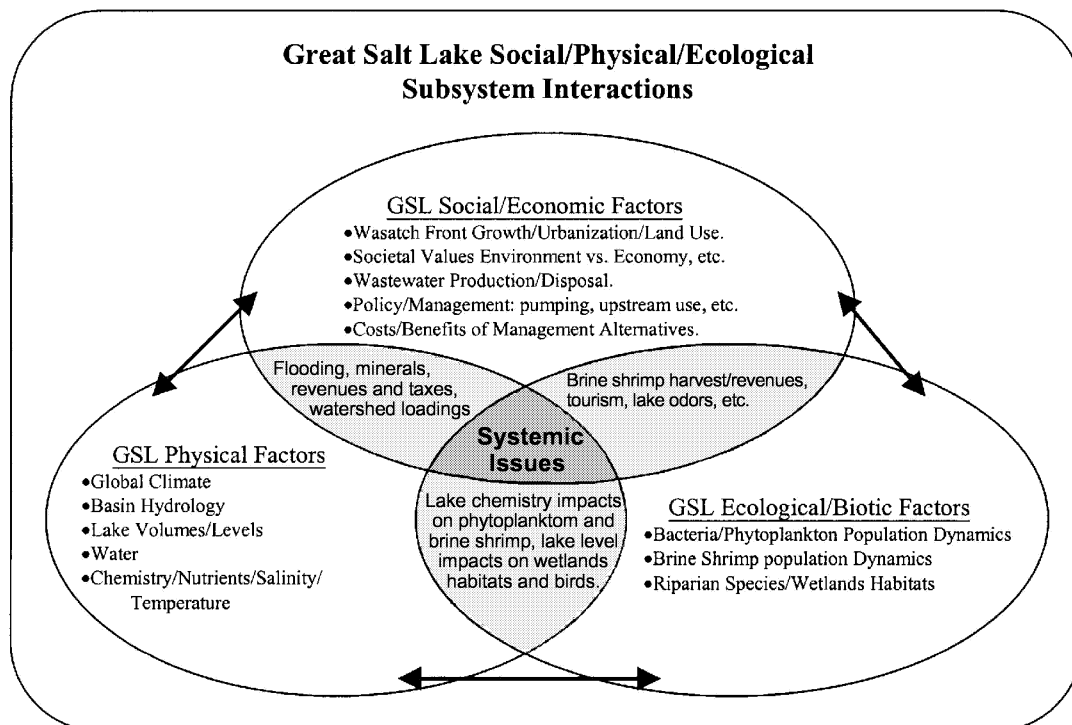 Great Salt Lake Social/Physical/Ecological
Subsystem Interactions
GSL Social/Economic Factors
•Wasatch Front Growth/Urbanization/Land Use.
•Societal Values Environment vs. Economy, etc.
•Wastewater Production/Disposal.
•Policy/Management: pumping, upstream use, etc.
•Costs/Benefits of Management Alternatives.
Flooding, minerals,
revenues and taxes,
watershed loadings
Brine shrimp harvest/revenues,
tourism, lake odors, etc.
Systemic
Issues
GSL Physical Factors
•Global Climate
•Basin Hydrology
•Lake Volumes/Levels
•Water
•Chemistry/Nutrients/Salinity/
Temperature
Lake chemistry impacts
on phytoplanktom and
brine shrimp, lake level
impacts on wetlands
habitats and birds.
GSL Ecological/Biotic Factors
•Bacteria/Phytoplankton Population Dynamics
•Brine Shrimp population Dynamics
•Riparian Species/Wetlands Habitats